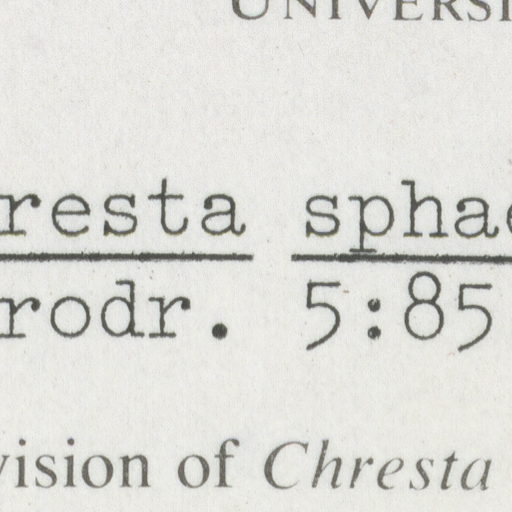 UNIVERSI
resta sphae
rodr. 5:85
vision of Chresta